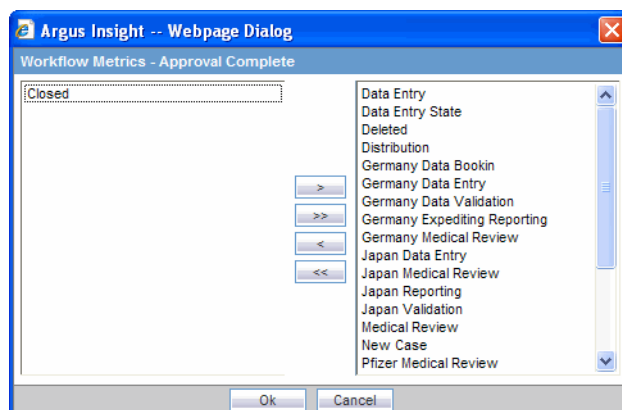 Argus Insight -- Webpage Dialog
Workflow Metrics - Approval Complete
Closed
>
>>
<
<<
Data Entry
Data Entry State
Deleted
Distribution
Germany Data Bookin
Germany Data Entry
Germany Data Validation
Germany Expediting Reporting
Germany Medical Review
Japan Data Entry
Japan Medical Review
Japan Reporting
Japan Validation
Medical Review
New Case
Pfizer Medical Review
Ok
Cancel